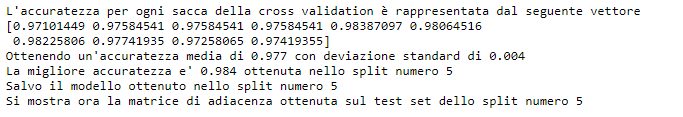 L'accuratezza per ogni sacca della cross validation è rappresentata dal seguente vettore
[0.97101449 0.97584541 0.97584541 0.97584541 0.98387097 0.98064516
0.98225806 0.97741935 0.97258065 0.97419355]
Ottenendo un'accuratezza media di 0.977 con deviazione standard di 0.004
La migliore accuratezza e' 0.984 ottenuta nello split numero 5
Salvo il modello ottenuto nello split numero 5
Si mostra ora la matrice di adiacenza ottenuta sul test set dello split numero 5